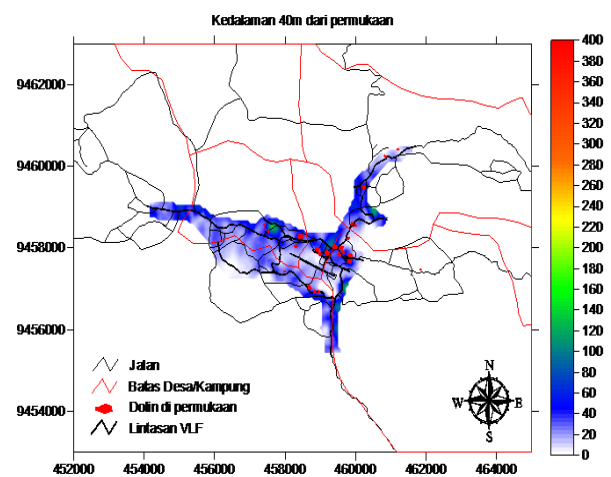 Kedalaman 40m dari permukaan
9462000
9460000
9458000
9456000
9454000
452000 454000 456000 458000 460000 462000 464000
Jalan
Batas Desa/Kampung
Dolin di permukaan
Lintasan VLF
N
W E
S
400
380
360
340
320
300
280
260
240
220
200
180
160
140
120
100
80
60
40
20
0